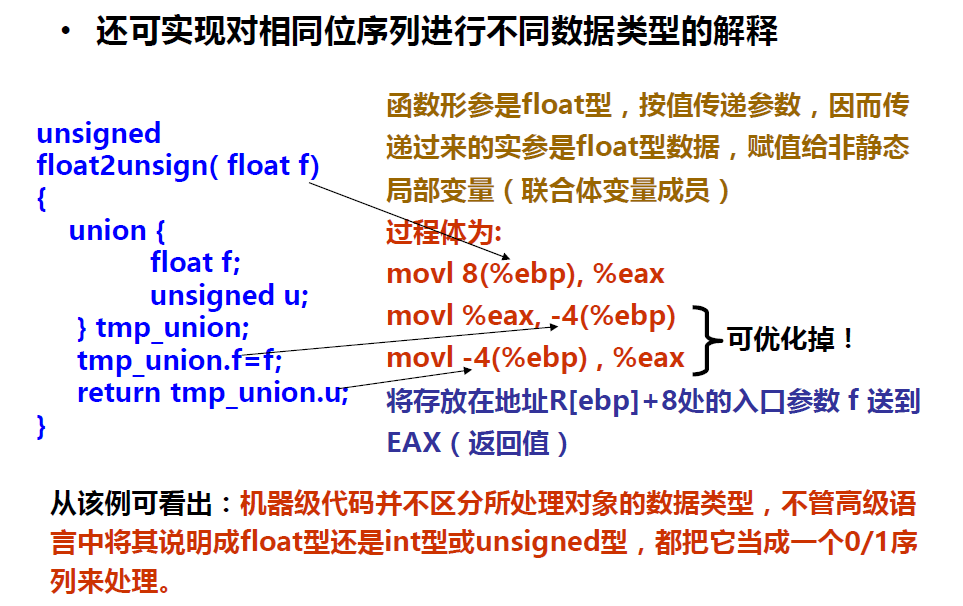 • 还可实现对相同位序列进行不同数据类型的解释
unsigned
float2unsign( float f)
{
union {
float f;
unsigned u;
} tmp_union;
tmp_union.f=f;
return tmp_union.u;
}
函数形参是float型，按值传递参数，因而传
递过来的实参是float型数据，赋值给非静态
局部变量（联合体变量成员）
过程体为:
movl 8(%ebp), %eax
movl %eax, -4(%ebp)
movl -4(%ebp) , %eax
可优化掉！
将存放在地址R[ebp]+8处的入口参数 f 送到
EAX（返回值）
从该例可看出：机器级代码并不区分所处理对象的数据类型，不管高级语
言中将其说明成float型还是int型或unsigned型，都把它当成一个0/1序
列来处理。